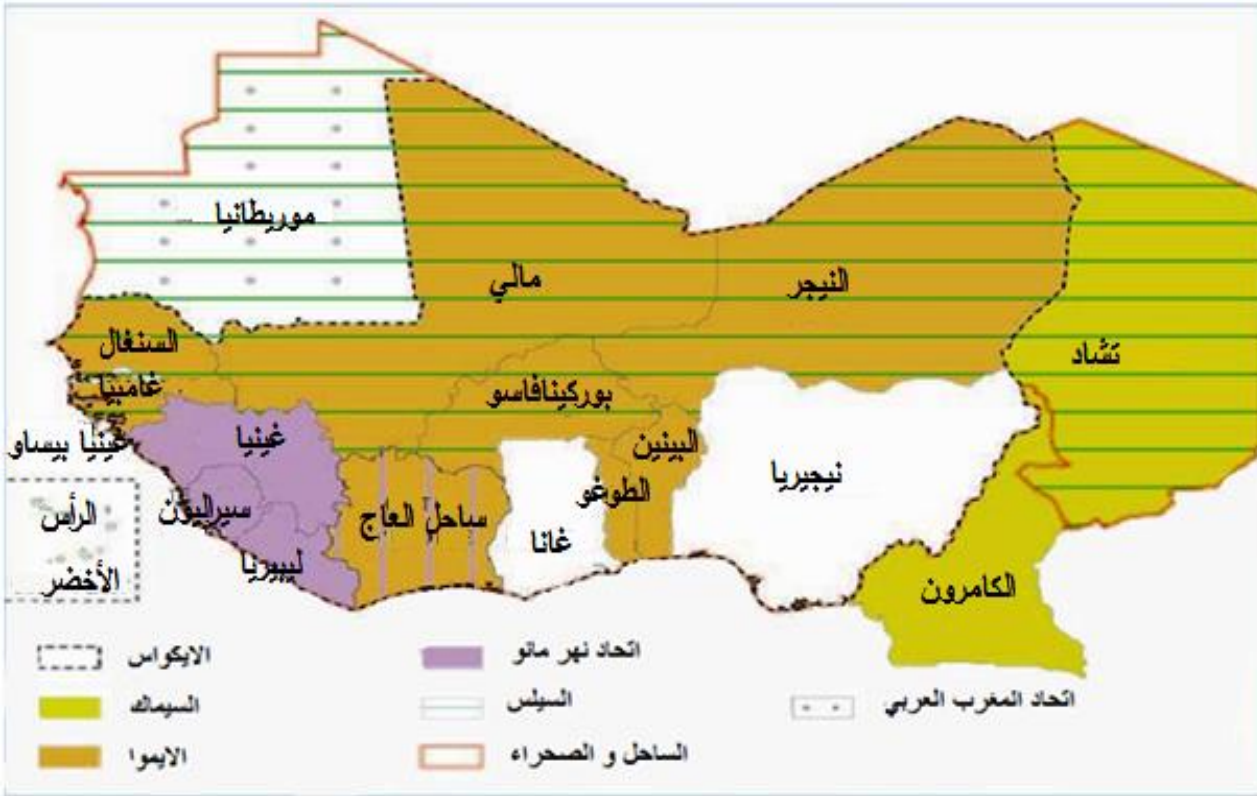 موريطانيا
مالي
النيجر
تشاد
السنغال
غامبيا
بوركينافاسو
غينيا بيساو
غينيا
البينين
نيجيريا
الطوغو
سيراليون
ساحل العاج
غانا
الرأس
الأخضر
ليبيريا
الكامرون
الايكواس
اتحاد نهر مانو
السيماك
السيلس
اتحاد المغرب العربي
الايموا
الساحل و الصحراء